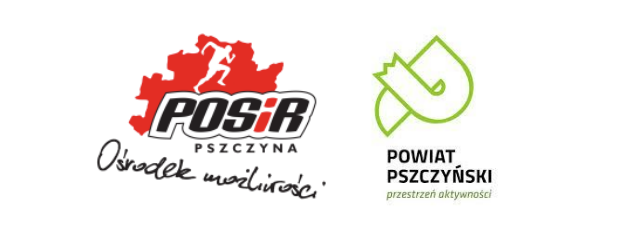 POSiR
PSZCZYNA
Ośrodek możliwości
POWIAT
PSZCZYŃSKI
przestrzeń aktywności